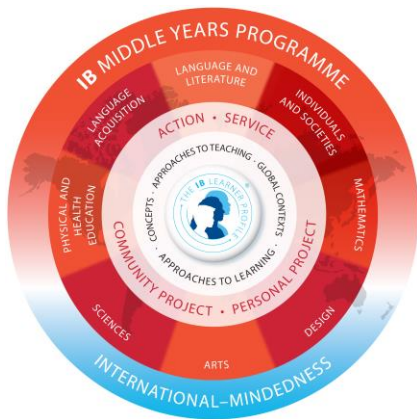 IB MIDDLE YEARS PROGRAMME
LANGUAGE AND
LITERATURE
INDIVIDUALS
AND SOCIETIES
MATHEMATICS
DESIGN
ARTS
SCIENCES
PHYSICAL AND
HEALTH
EDUCATION
LANGUAGE
ACQUISITION
ACTION · SERVICE
COMMUNITY PROJECT · PERSONAL PROJECT
CONCEPTS · APPROACHES TO TEACHING · GLOBAL CONTEXTS ·
APPROACHES TO LEARNING ·
THE IB LEARNER PROFILE
INTERNATIONAL-MINDEDNESS